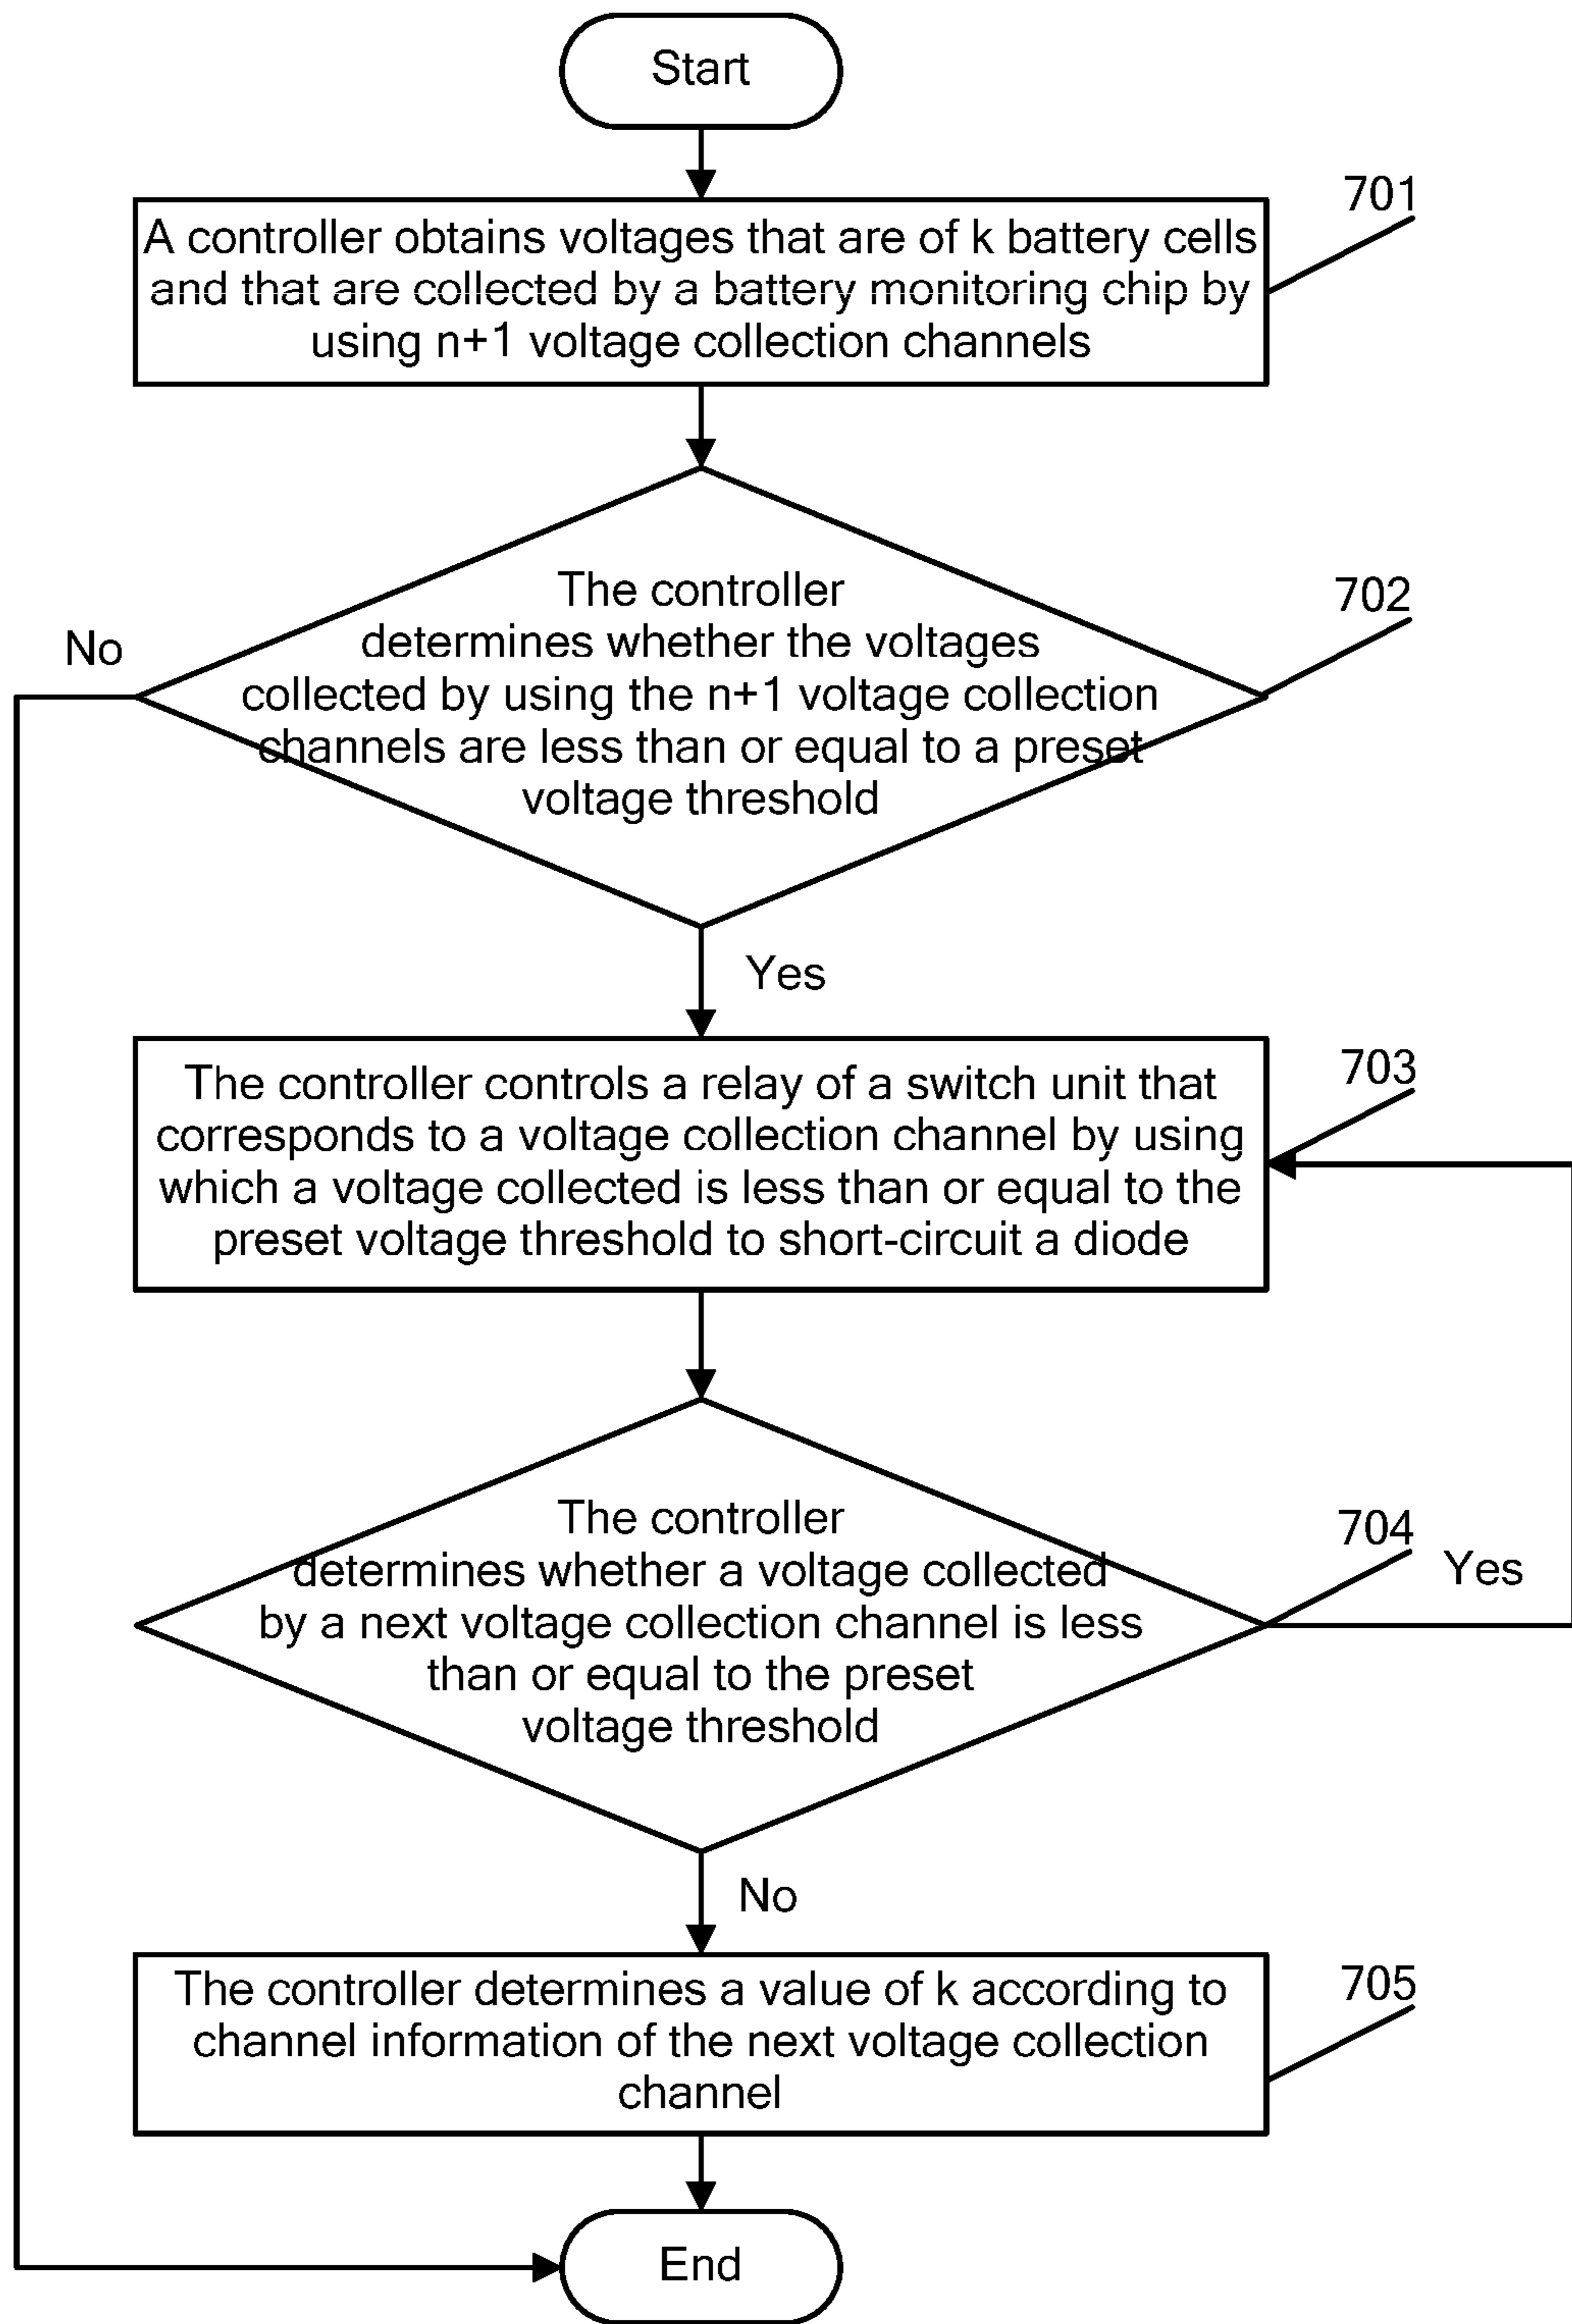 Start
701
A controller obtains voltages that are of k battery cells
and that are collected by a battery monitoring chip by
using n+1 voltage collection channels
702
No
The controller
determines whether the voltages
collected by using the n+1 voltage collection
channels are less than or equal to a preset
voltage threshold
Yes
703
The controller controls a relay of a switch unit that
corresponds to a voltage collection channel by using
which a voltage collected is less than or equal to the
preset voltage threshold to short-circuit a diode
704
Yes
The controller
determines whether a voltage collected
by a next voltage collection channel is less
than or equal to the preset
voltage threshold
No
705
The controller determines a value of k according to
channel information of the next voltage collection
channel
End